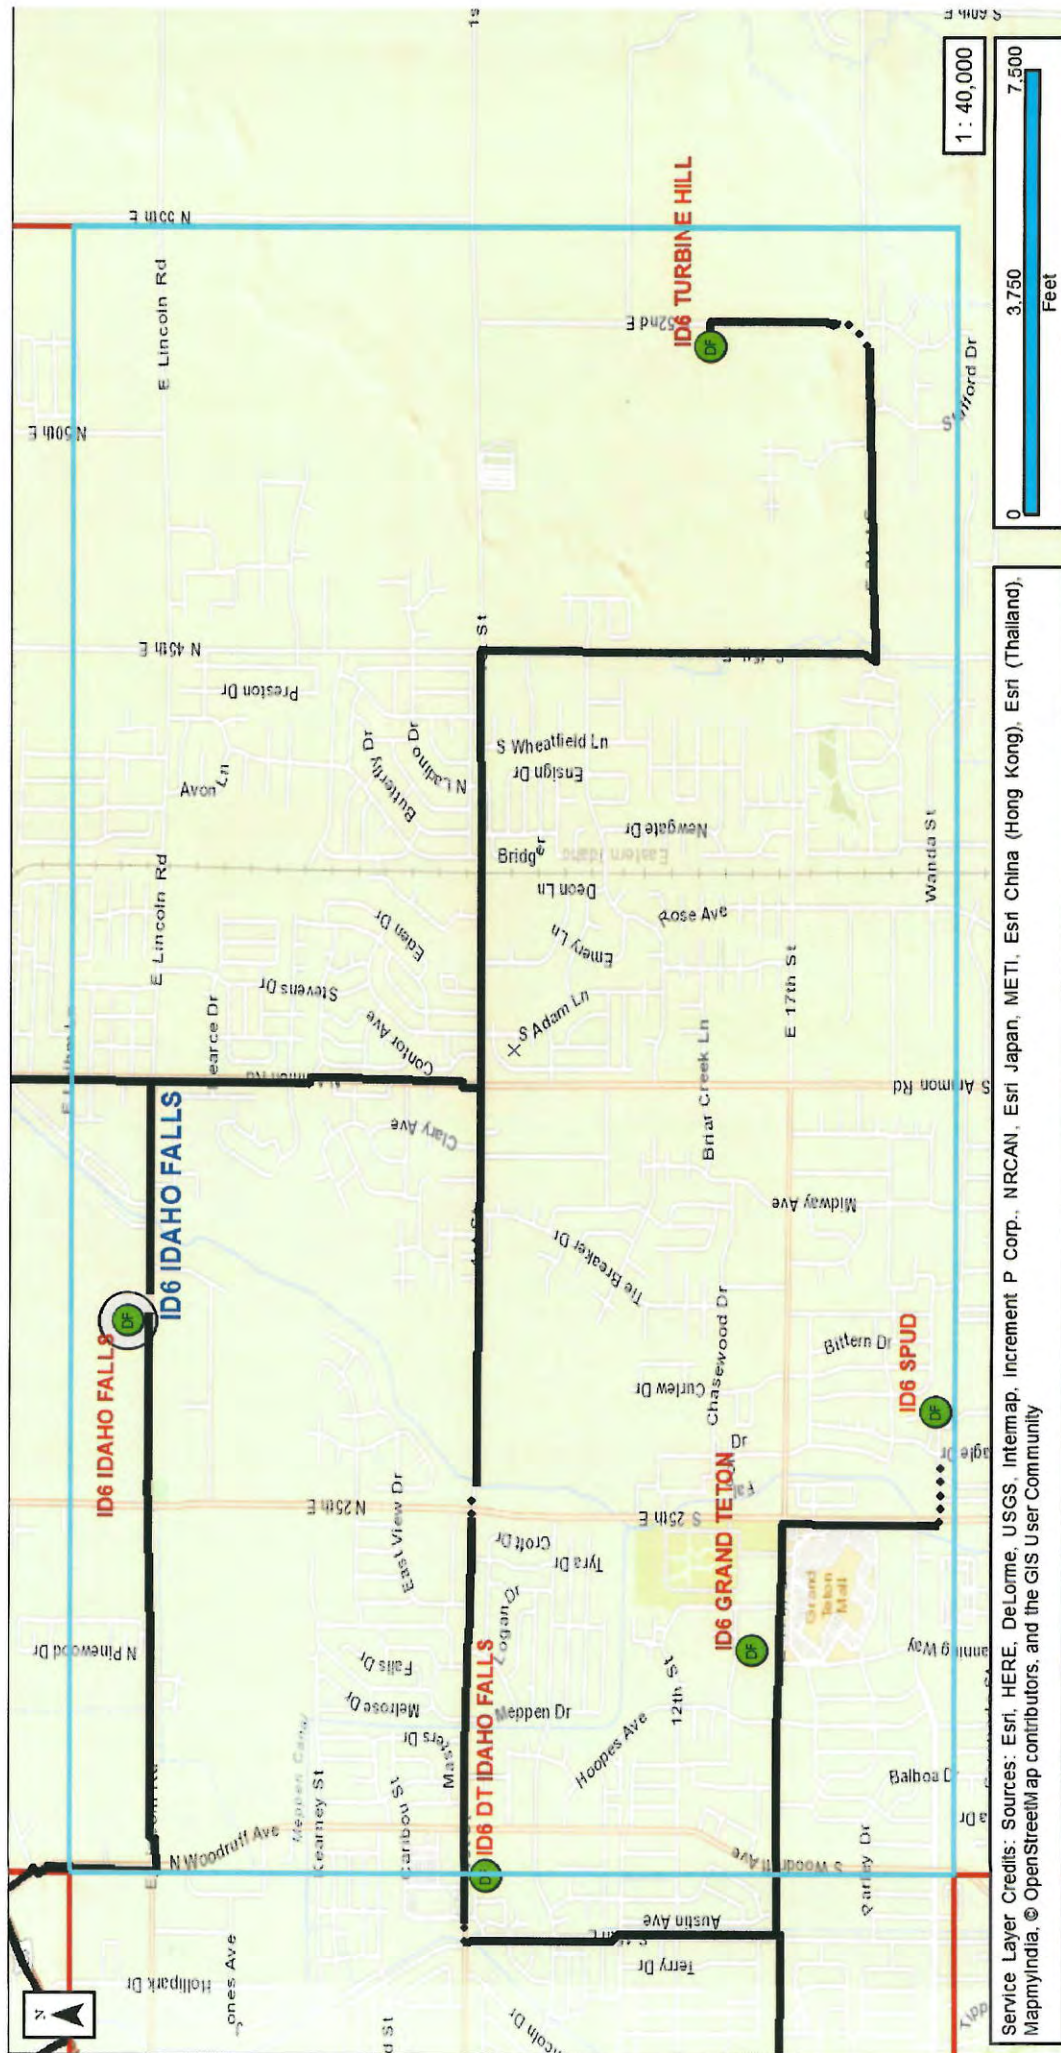 N
1 : 40,000
0 3,750 7,500
Feet
ID6 IDAHO FALLS
ID6 IDAHO FALLS
ID6 DT IDAHO FALLS
ID6 GRAND TETON
ID6 SPUD
ID6 TURBINE HILL
DF
DF
DF
DF
N Pinewood Dr
N Woodruff Ave
Hollipark Dr
Kearney St
Caribou St
Melrose Dr
Falls Dr
East View Dr
N 25th E
Clary Ave
Contor Ave
Stevens Dr
Eden Dr
E Lincoln Rd
Avon Ln
Preston Dr
Butterfly Dr
N Ladino Dr
N 45th E
N 50th E
E Lincoln Rd
N 55th E
St
S Wheatfield Ln
Ensign Dr
Newgate Dr
Eastern Idaho
Deon Ln
Emery Ln
Rose Ave
S Adam Ln
Briar Creek Ln
E 17th St
Wanda St
S Ammon Rd
Midway Ave
Tie Breaker Dr
Chasewood Dr
Curlew Dr
Bittern Dr
S 25th E
Croft Dr
Tyra Dr
Logan Dr
Meppen Dr
Hoopes Ave
12th St
Grand
Teton
Mall
S Woodruff Ave
Austin Ave
Terry Dr
Parley Dr
Stafford Dr
S 60th E
Service Layer Credits: Sources: Esri, HERE, DeLorme, USGS, Intermap, increment P Corp., NRCAN, Esri Japan, METI, Esri China (Hong Kong), Esri (Thailand),
MapmyIndia, © OpenStreetMap contributors, and the GIS User Community